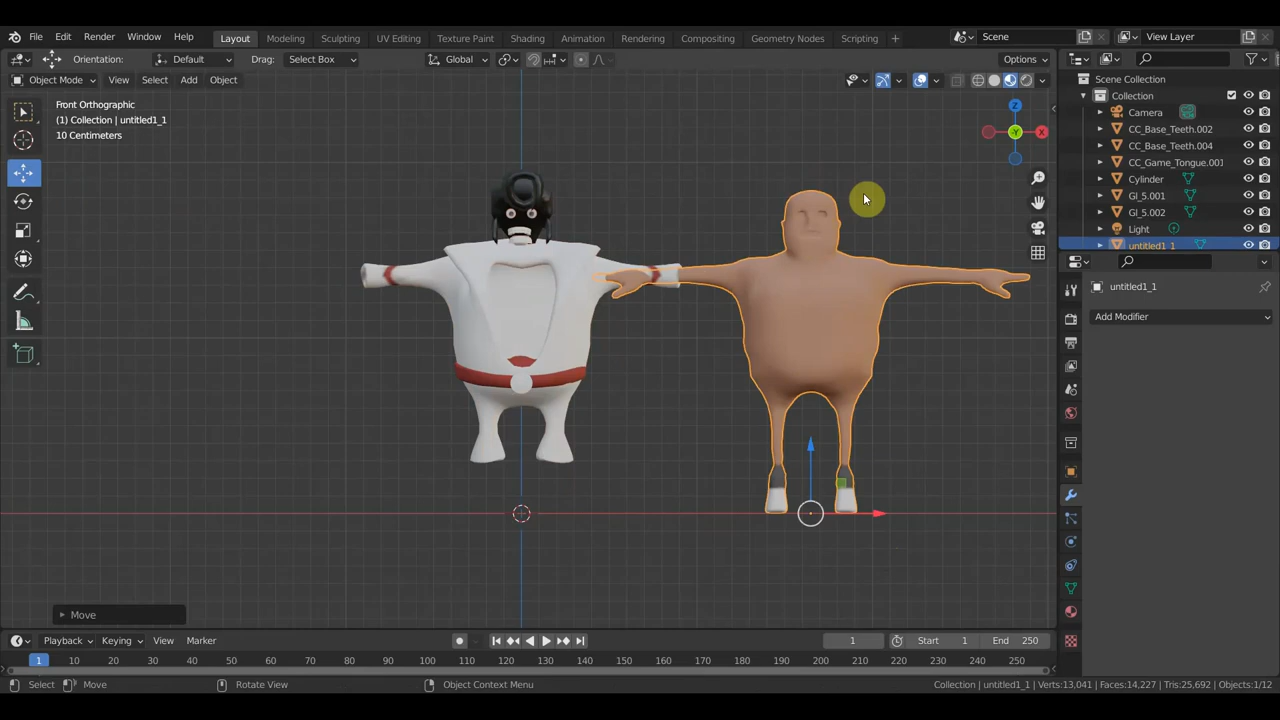 File Edit Render Window Help Layout Modeling Sculpting UV Editing Texture Paint Shading Animation Rendering Compositing Geometry Nodes Scripting + Scene View Layer
Orientation: Default Drag: Select Box Global Options
Object Mode View Select Add Object
Front Orthographic
(1) Collection | untitled1_1
10 Centimeters
Z
X
-Y
Scene Collection
Collection
Camera
CC_Base_Teeth.002
CC_Base_Teeth.004
CC_Game_Tongue.001
Cylinder
GI_5.001
GI_5.002
Light
untitled1_1
untitled1_1
Add Modifier
Move
Playback Keying View Marker 1 Start 1 End 250
1 10 20 30 40 50 60 70 80 90 100 110 120 130 140 150 160 170 180 190 200 210 220 230 240 250
Select Move Rotate View Object Context Menu Collection | untitled1_1 | Verts:13,041 | Faces:14,227 | Tris:25,692 | Objects:1/12